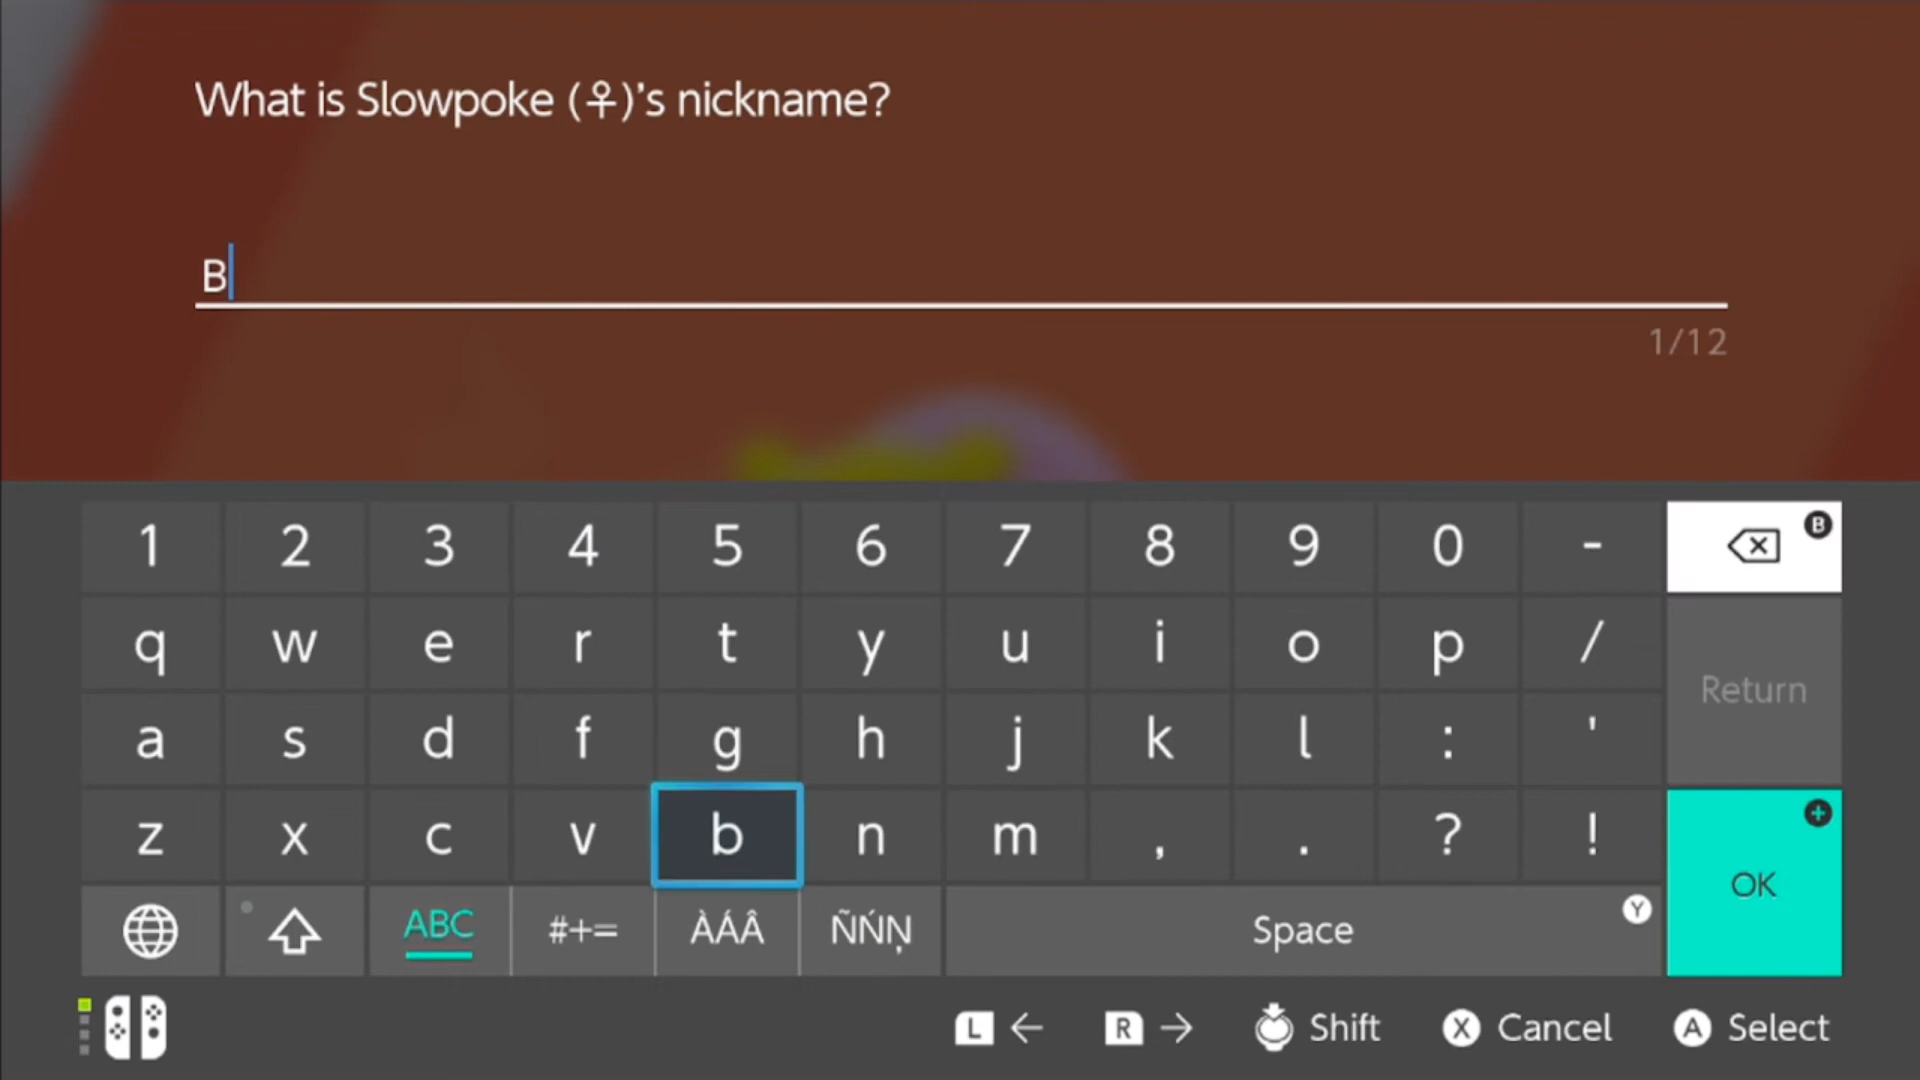 What is Slowpoke (♀)'s nickname?
B
1/12
1 2 3 4 5 6 7 8 9 0 - B
q w e r t y u i o p /
Return
a s d f g h j k l : '
z x c v b n m , . ? ! +
OK
ABC #+= ÀÁÂ ÑŃŅ Space Y
L ← R → Shift X Cancel A Select